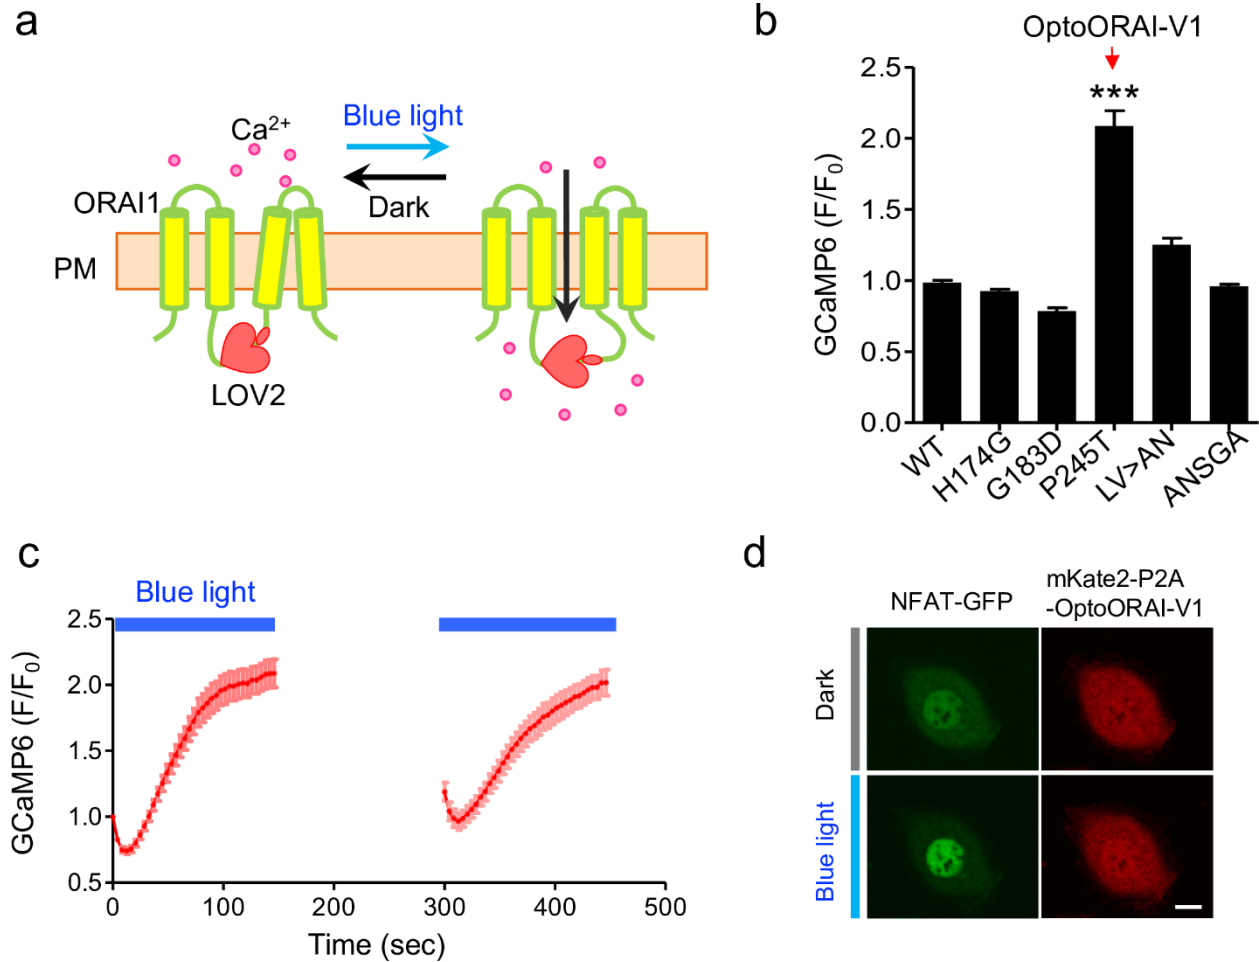 a
Ca2+
Blue light
Dark
ORAI1
PM
LOV2
b
OptoORAI-V1
***
GCaMP6 (F/F0)
2.5
2.0
1.5
1.0
0.5
0.0
WT
H174G
G183D
P245T
LV>AN
ANSGA
c
Blue light
GCaMP6 (F/F0)
2.5
2.0
1.5
1.0
0.5
0
100
200
300
400
500
Time (sec)
d
NFAT-GFP
mKate2-P2A
-OptoORAI-V1
Dark
Blue light